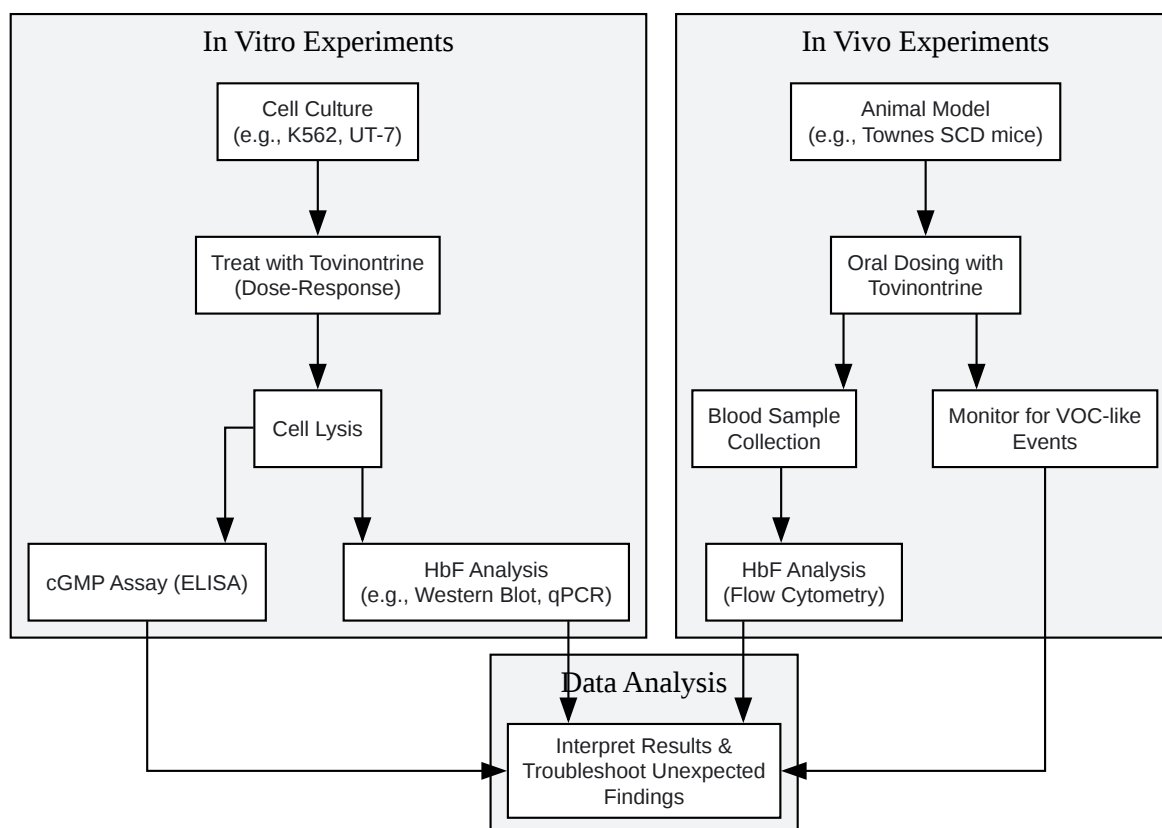 In Vitro Experiments
Cell Culture
(e.g., K562, UT-7)
Treat with Tovinontrine
(Dose-Response)
Cell Lysis
cGMP Assay (ELISA)
HbF Analysis
(e.g., Western Blot, qPCR)
In Vivo Experiments
Animal Model
(e.g., Townes SCD mice)
Oral Dosing with
Tovinontrine
Blood Sample
Collection
Monitor for VOC-like
Events
HbF Analysis
(Flow Cytometry)
Data Analysis
Interpret Results &
Troubleshoot Unexpected
Findings